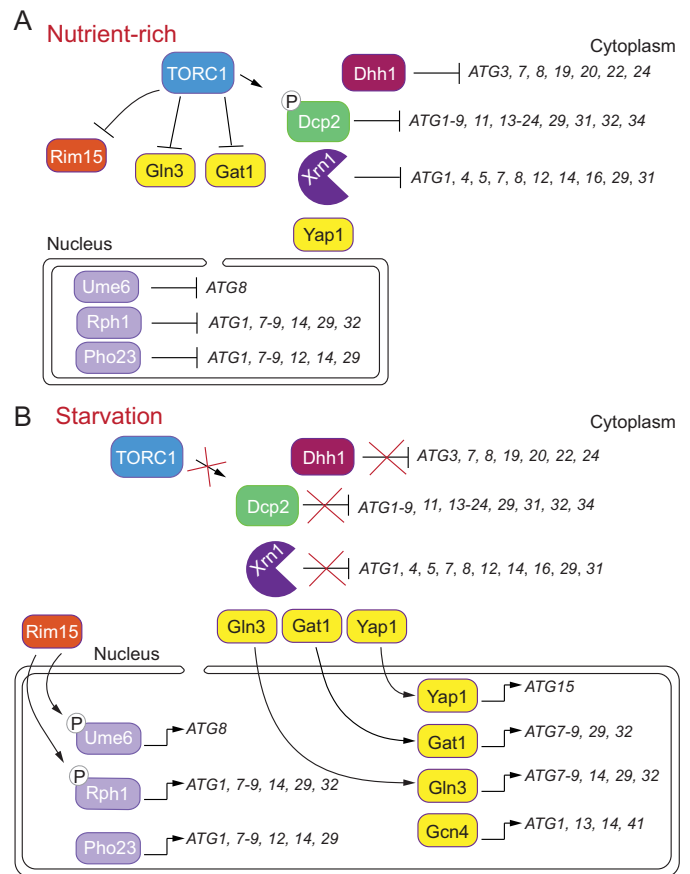 A
Nutrient-rich
Cytoplasm
TORC1
Dhh1
ATG3, 7, 8, 19, 20, 22, 24
P
Dcp2
ATG1-9, 11, 13-24, 29, 31, 32, 34
Rim15
Gln3
Gat1
Xrn1
ATG1, 4, 5, 7, 8, 12, 14, 16, 29, 31
Yap1
Nucleus
Ume6
ATG8
Rph1
ATG1, 7-9, 14, 29, 32
Pho23
ATG1, 7-9, 12, 14, 29
B
Starvation
Cytoplasm
TORC1
Dhh1
ATG3, 7, 8, 19, 20, 22, 24
Dcp2
ATG1-9, 11, 13-24, 29, 31, 32, 34
Xrn1
ATG1, 4, 5, 7, 8, 12, 14, 16, 29, 31
Rim15
Gln3
Gat1
Yap1
Nucleus
Yap1
ATG15
P
Ume6
ATG8
Gat1
ATG7-9, 29, 32
P
Rph1
ATG1, 7-9, 14, 29, 32
Gln3
ATG7-9, 14, 29, 32
Pho23
ATG1, 7-9, 12, 14, 29
Gcn4
ATG1, 13, 14, 41